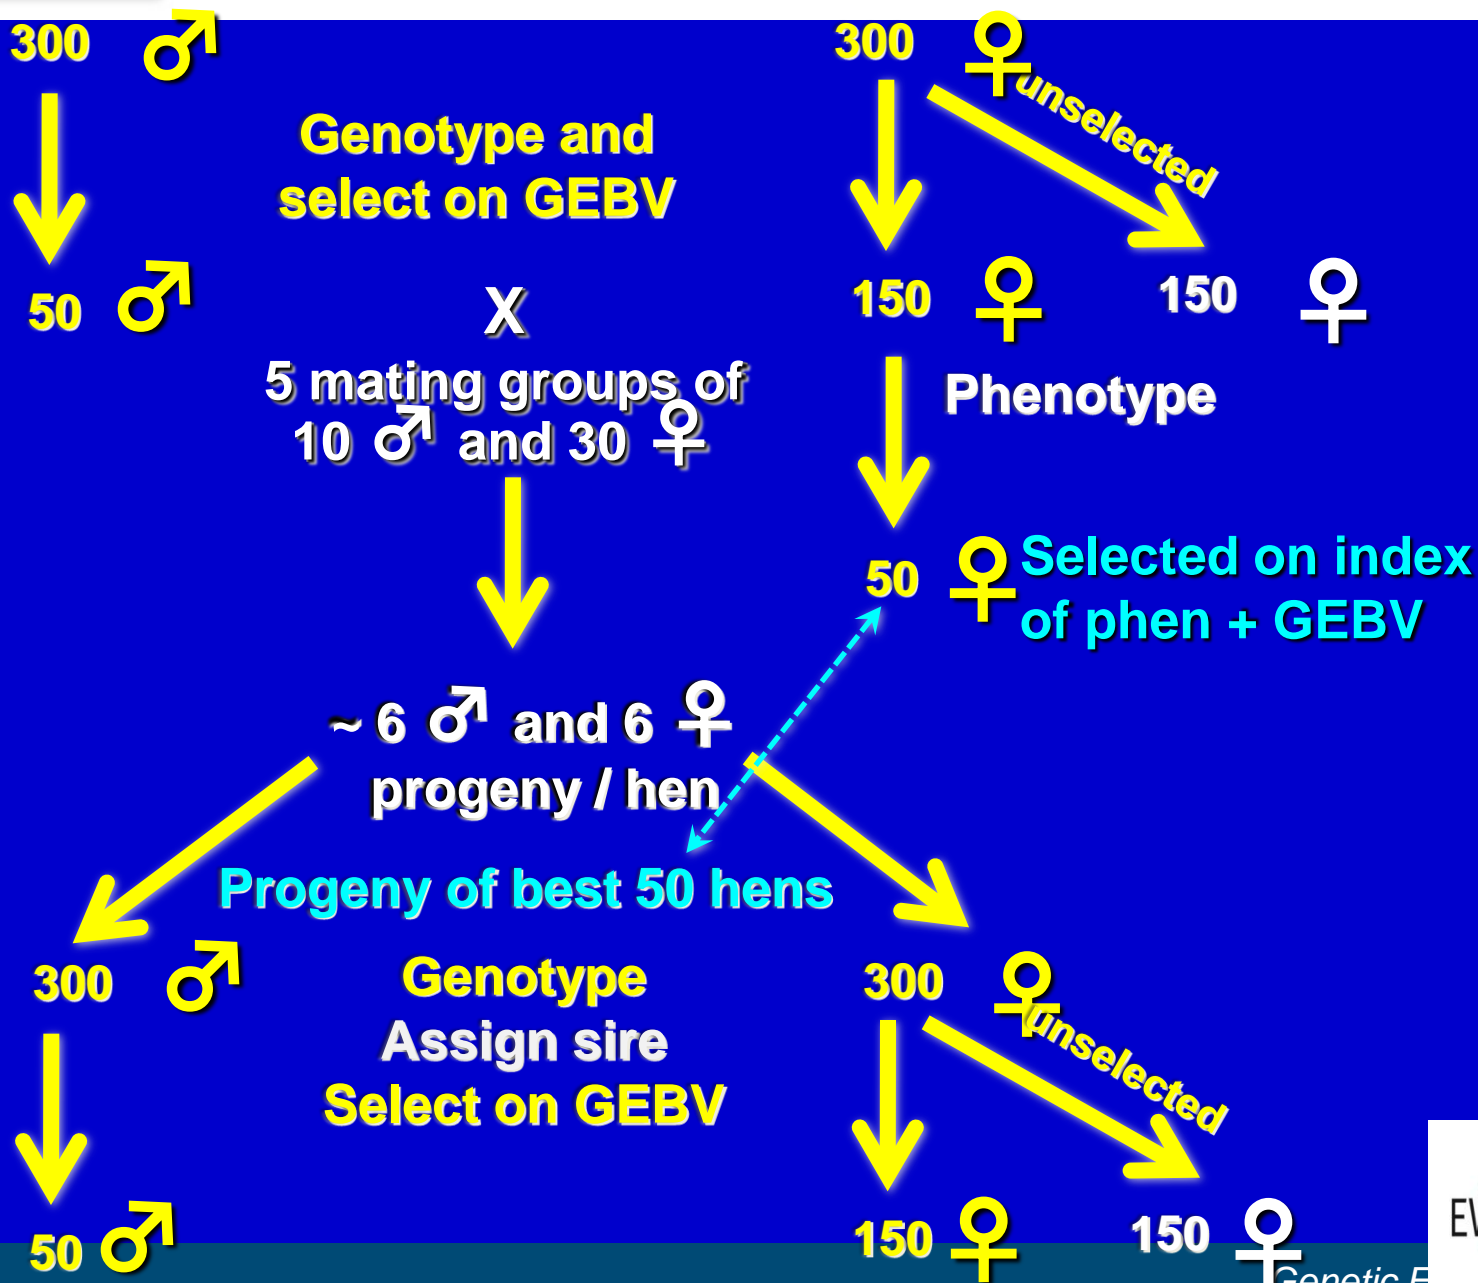 300 ♂
300 ♀
unselected
Genotype and
select on GEBV
50 ♂
X
150 ♀
150 ♀
5 mating groups of
10 ♂ and 30 ♀
Phenotype
50 ♀
Selected on index
of phen + GEBV
~ 6 ♂ and 6 ♀
progeny / hen
Progeny of best 50 hens
300 ♂
Genotype
Assign sire
Select on GEBV
300 ♀
unselected
50 ♂
150 ♀
150 ♀
Genetic